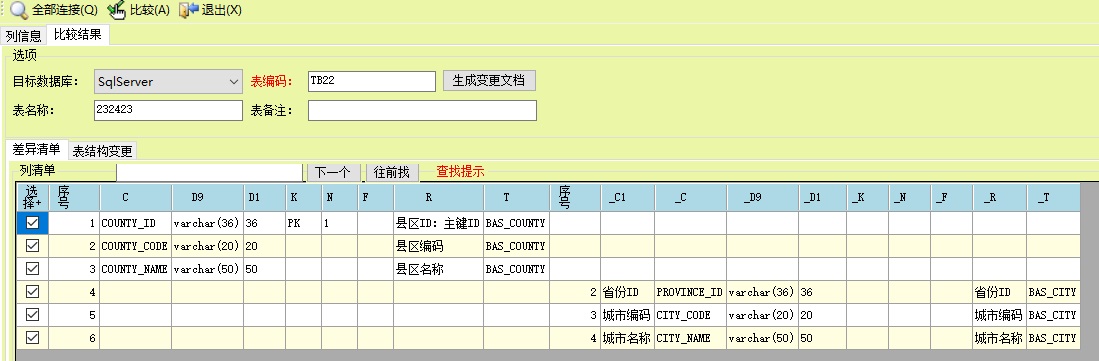 全部连接(Q) 比较(A) 退出(X)
列信息 比较结果
选项
目标数据库: SqlServer 表编码: TB22 生成变更文档
表名称: 232423 表备注:
差异清单 表结构变更
列清单 下一个 往前找 查找提示
选择+ 序号 C D9 D1 K N F R T 序号 _C1 _C _D9 _D1 _K _N _F _R _T
1 COUNTY_ID varchar(36) 36 PK 1 县区ID: 主键ID BAS_COUNTY
2 COUNTY_CODE varchar(20) 20 县区编码 BAS_COUNTY
3 COUNTY_NAME varchar(50) 50 县区名称 BAS_COUNTY
4 2 省份ID PROVINCE_ID varchar(36) 36 省份ID BAS_CITY
5 3 城市编码 CITY_CODE varchar(20) 20 城市编码 BAS_CITY
6 4 城市名称 CITY_NAME varchar(50) 50 城市名称 BAS_CITY